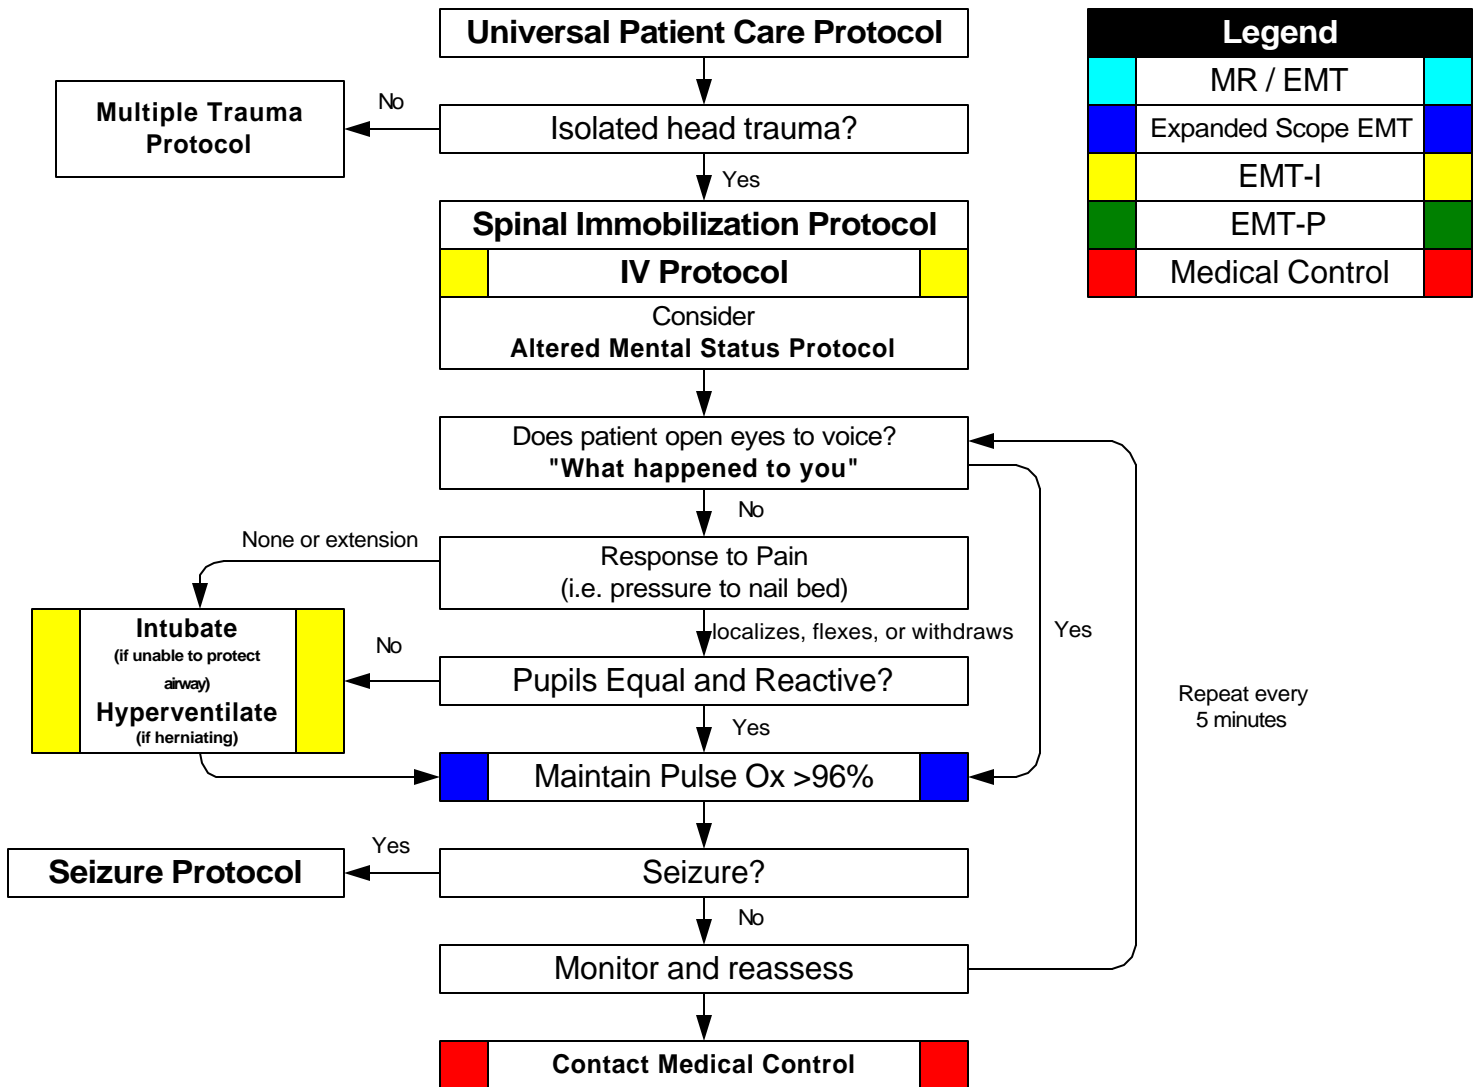 Universal Patient Care Protocol
Legend
MR / EMT
Expanded Scope EMT
EMT-I
EMT-P
Medical Control
No
Multiple Trauma
Protocol
Isolated head trauma?
Yes
Spinal Immobilization Protocol
IV Protocol
Consider
Altered Mental Status Protocol
Does patient open eyes to voice?
"What happened to you"
No
None or extension
Response to Pain
(i.e. pressure to nail bed)
Intubate
(if unable to protect
airway)
Hyperventilate
(if herniating)
localizes, flexes, or withdraws
Yes
No
Pupils Equal and Reactive?
Repeat every
5 minutes
Yes
Maintain Pulse Ox >96%
Yes
Seizure Protocol
Seizure?
No
Monitor and reassess
Contact Medical Control